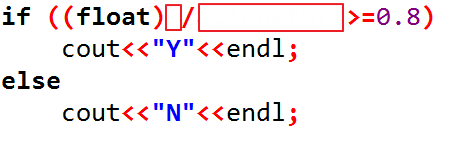 if ((float) / >=0.8)
cout<<"Y"<<endl;
else
cout<<"N"<<endl;